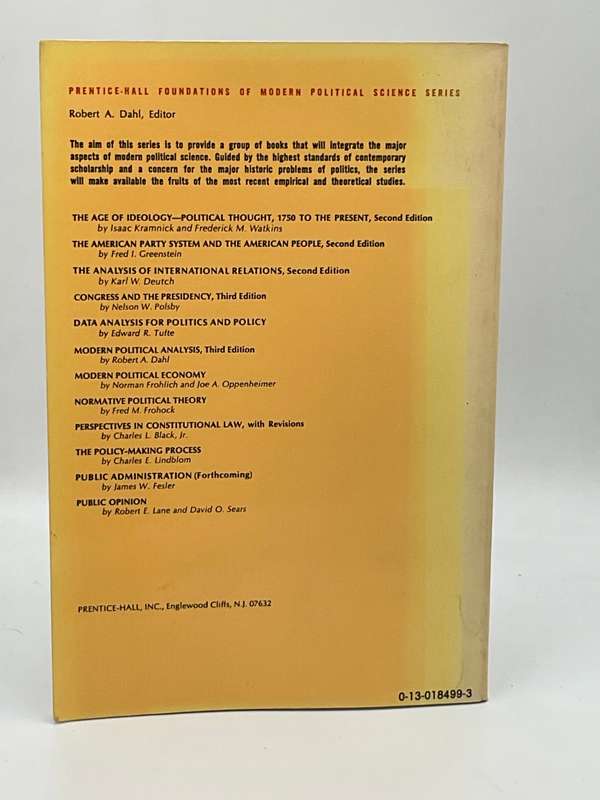 PRENTICE-HALL FOUNDATIONS OF MODERN POLITICAL SCIENCE SERIES
Robert A. Dahl, Editor
The aim of this series is to provide a group of books that will integrate the major
aspects of modern political science. Guided by the highest standards of contemporary
scholarship and a concern for the major historic problems of politics, the series
will make available the fruits of the most recent empirical and theoretical studies.
THE AGE OF IDEOLOGY—POLITICAL THOUGHT, 1750 TO THE PRESENT, Second Edition
by Isaac Kramnick and Frederick M. Watkins
THE AMERICAN PARTY SYSTEM AND THE AMERICAN PEOPLE, Second Edition
by Fred I. Greenstein
THE ANALYSIS OF INTERNATIONAL RELATIONS, Second Edition
by Karl W. Deutch
CONGRESS AND THE PRESIDENCY, Third Edition
by Nelson W. Polsby
DATA ANALYSIS FOR POLITICS AND POLICY
by Edward R. Tufte
MODERN POLITICAL ANALYSIS, Third Edition
by Robert A. Dahl
MODERN POLITICAL ECONOMY
by Norman Frohlich and Joe A. Oppenheimer
NORMATIVE POLITICAL THEORY
by Fred M. Frohock
PERSPECTIVES IN CONSTITUTIONAL LAW, with Revisions
by Charles L. Black, Jr.
THE POLICY-MAKING PROCESS
by Charles E. Lindblom
PUBLIC ADMINISTRATION (Forthcoming)
by James W. Fesler
PUBLIC OPINION
by Robert E. Lane and David O. Sears
PRENTICE-HALL, INC., Englewood Cliffs, N.J. 07632
0-13-018499-3